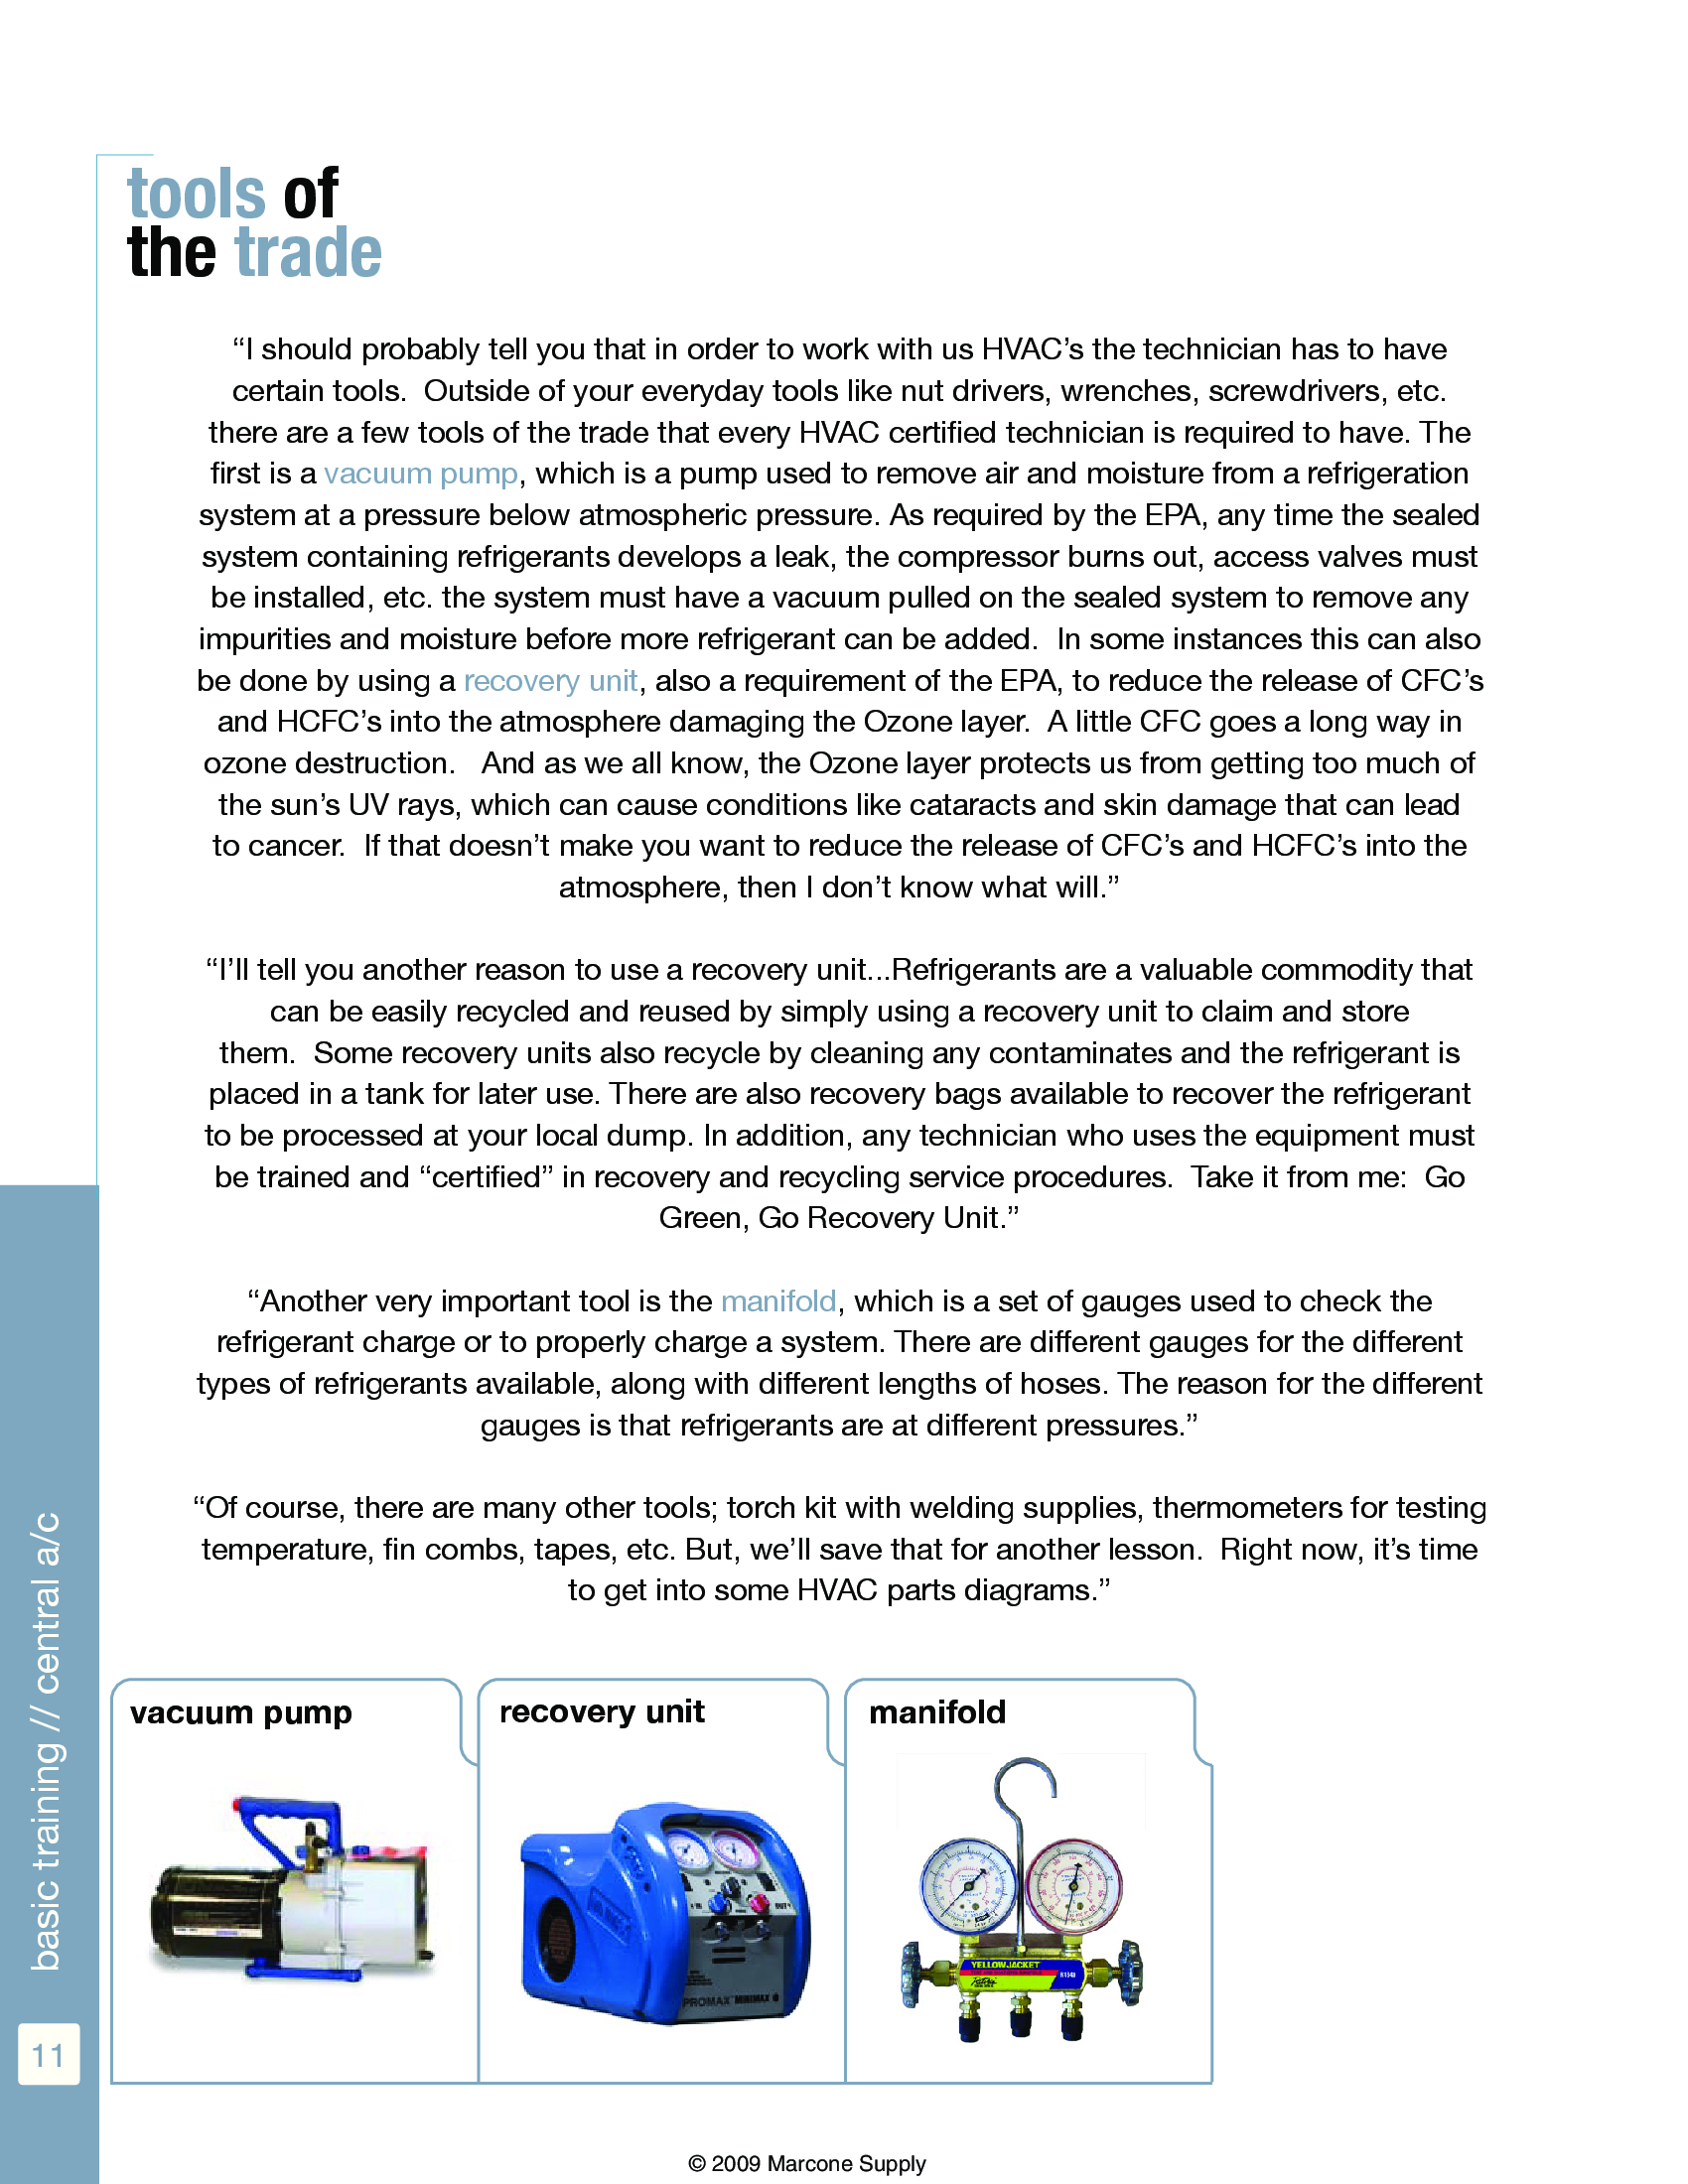 tools of
the trade
“I should probably tell you that in order to work with us HVAC’s the technician has to have
certain tools.  Outside of your everyday tools like nut drivers, wrenches, screwdrivers, etc.
there are a few tools of the trade that every HVAC certified technician is required to have. The
first is a vacuum pump, which is a pump used to remove air and moisture from a refrigeration
system at a pressure below atmospheric pressure. As required by the EPA, any time the sealed
system containing refrigerants develops a leak, the compressor burns out, access valves must
be installed, etc. the system must have a vacuum pulled on the sealed system to remove any
impurities and moisture before more refrigerant can be added.  In some instances this can also
be done by using a recovery unit, also a requirement of the EPA, to reduce the release of CFC’s
and HCFC’s into the atmosphere damaging the Ozone layer.  A little CFC goes a long way in
ozone destruction.   And as we all know, the Ozone layer protects us from getting too much of
the sun’s UV rays, which can cause conditions like cataracts and skin damage that can lead
to cancer.  If that doesn’t make you want to reduce the release of CFC’s and HCFC’s into the
atmosphere, then I don’t know what will.”
“I’ll tell you another reason to use a recovery unit...Refrigerants are a valuable commodity that
can be easily recycled and reused by simply using a recovery unit to claim and store
them.  Some recovery units also recycle by cleaning any contaminates and the refrigerant is
placed in a tank for later use. There are also recovery bags available to recover the refrigerant
to be processed at your local dump. In addition, any technician who uses the equipment must
be trained and “certified” in recovery and recycling service procedures.  Take it from me:  Go
Green, Go Recovery Unit.”
“Another very important tool is the manifold, which is a set of gauges used to check the
refrigerant charge or to properly charge a system. There are different gauges for the different
types of refrigerants available, along with different lengths of hoses. The reason for the different
gauges is that refrigerants are at different pressures.”
“Of course, there are many other tools; torch kit with welding supplies, thermometers for testing
temperature, fin combs, tapes, etc. But, we’ll save that for another lesson.  Right now, it’s time
to get into some HVAC parts diagrams.”
vacuum pump
recovery unit
manifold
PROMAX MINIMAX
YELLOW JACKET
basic training // central a/c
11
© 2009 Marcone Supply